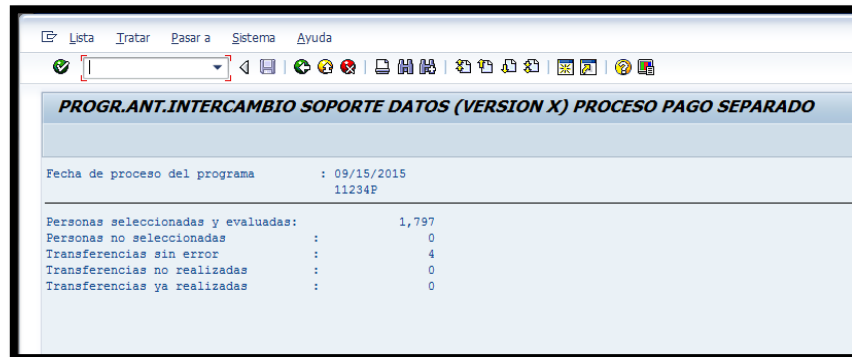 Lista Tratar Pasar a Sistema Ayuda
PROGR.ANT.INTERCAMBIO SOPORTE DATOS (VERSION X) PROCESO PAGO SEPARADO
Fecha de proceso del programa : 09/15/2015
11234P
Personas seleccionadas y evaluadas: 1,797
Personas no seleccionadas : 0
Transferencias sin error : 4
Transferencias no realizadas : 0
Transferencias ya realizadas : 0